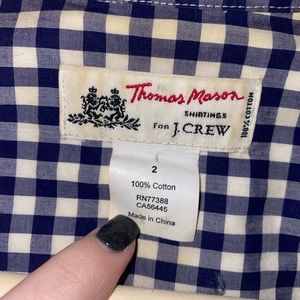 Thomas Mason
SHIRTINGS
FOR J.CREW
100% COTTON
2
100% Cotton
RN77388
CA56445
Made in China